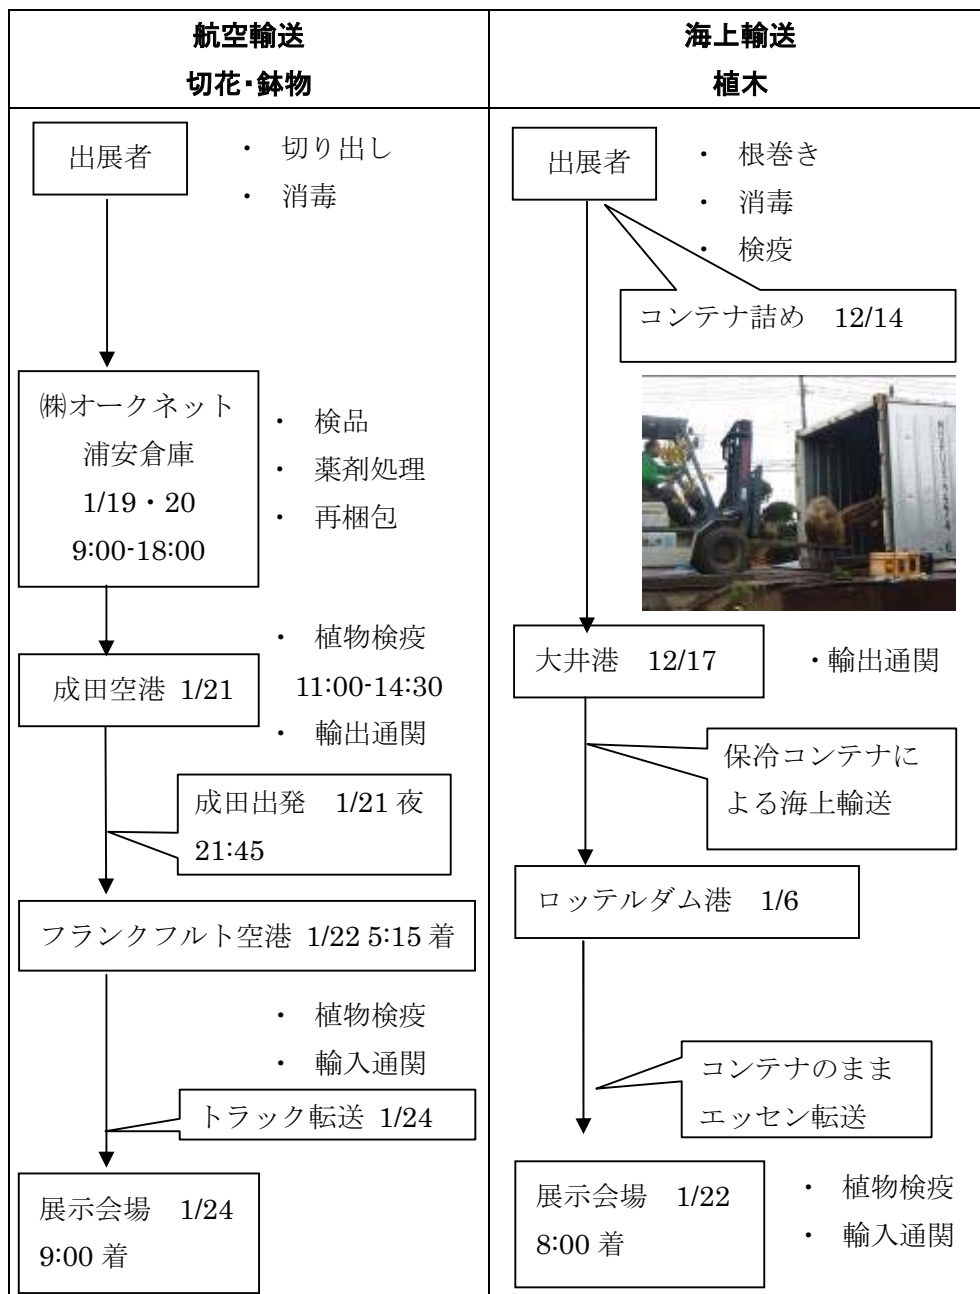 航空輸送
切花・鉢物
出展者
・ 切り出し
・ 消毒
㈱オークネット
浦安倉庫
1/19・20
9:00-18:00
・ 検品
・ 薬剤処理
・ 再梱包
成田空港 1/21
・ 植物検疫
11:00-14:30
・ 輸出通関
成田出発 1/21 夜
21:45
フランクフルト空港 1/22 5:15 着
・ 植物検疫
・ 輸入通関
トラック転送 1/24
展示会場 1/24
9:00 着
海上輸送
植木
出展者
・ 根巻き
・ 消毒
・ 検疫
コンテナ詰め 12/14
大井港 12/17
・輸出通関
保冷コンテナに
よる海上輸送
ロッテルダム港 1/6
コンテナのまま
エッセン転送
展示会場 1/22
8:00 着
・ 植物検疫
・ 輸入通関